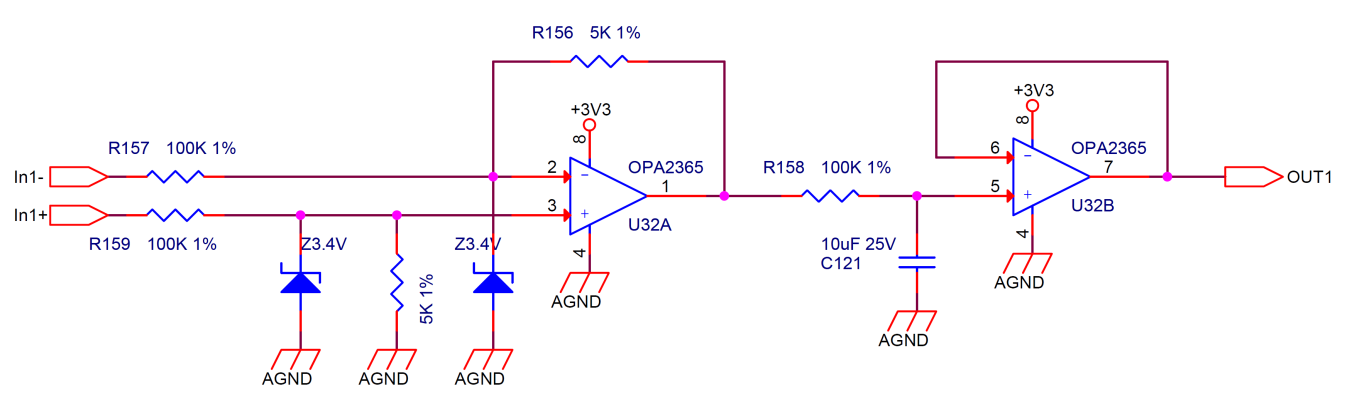 R156 5K 1%
+3V3
8
R157 100K 1%
In1-
2
OPA2365
1
In1+
3
U32A
R159 100K 1%
4
AGND
Z3.4V
5K 1%
Z3.4V
AGND
AGND
AGND
R158 100K 1%
10uF 25V
C121
AGND
+3V3
8
6
OPA2365
7
5
U32B
4
AGND
OUT1